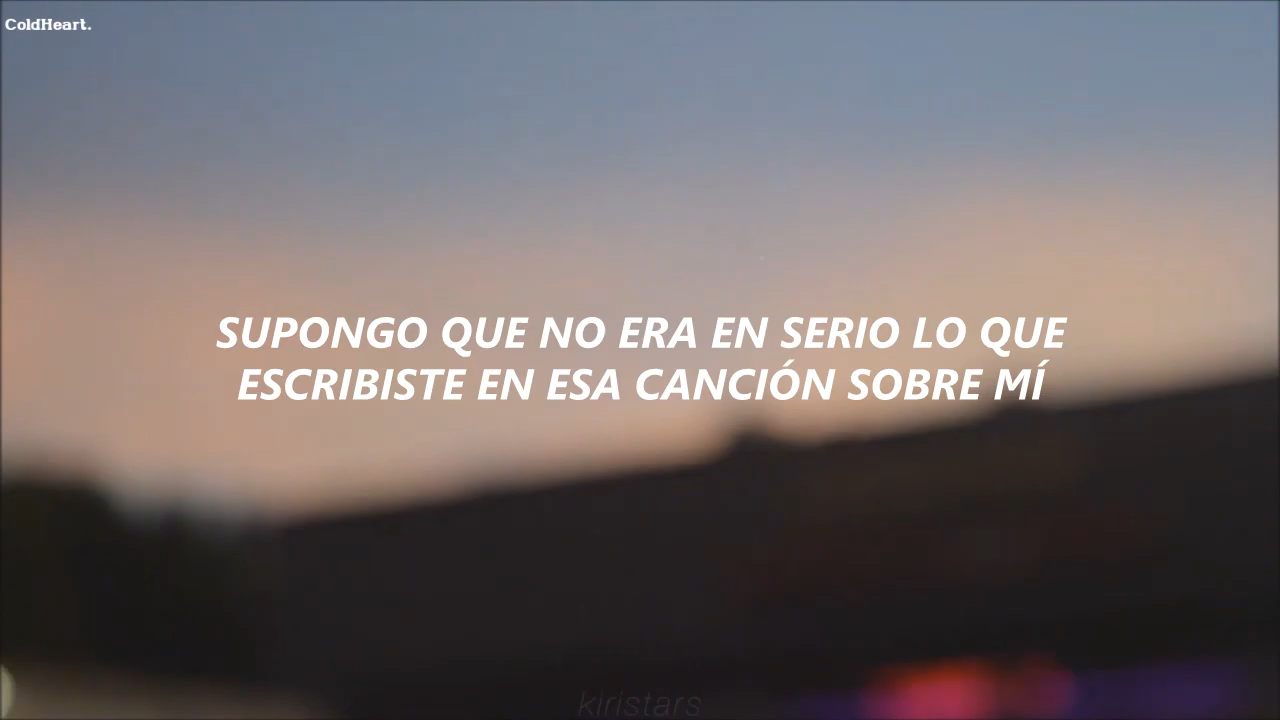 ColdHeart.
SUPONGO QUE NO ERA EN SERIO LO QUE
ESCRIBISTE EN ESA CANCIÓN SOBRE MÍ
kiristars